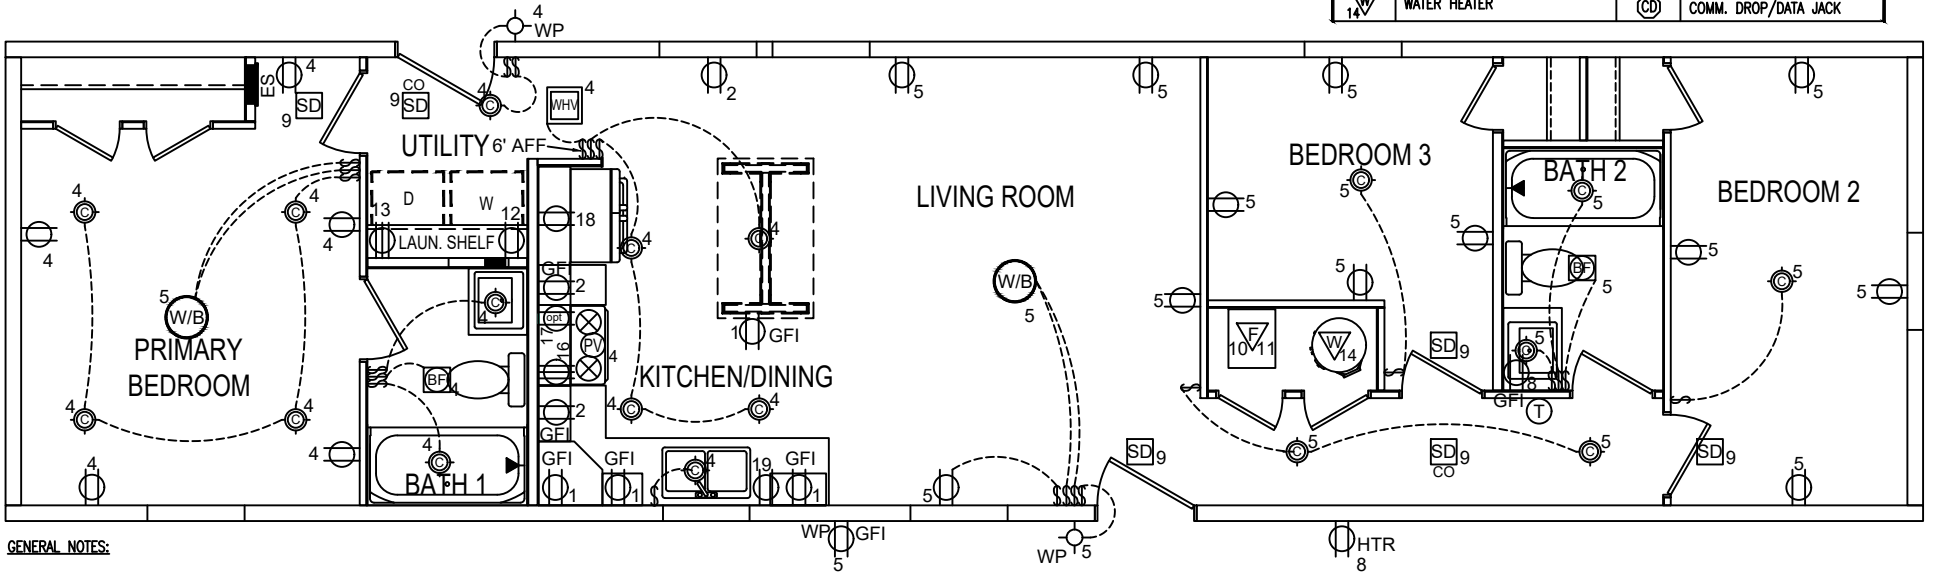 W
14
WATER HEATER
CD
COMM. DROP/DATA JACK
4
WP
ES
4
SD
9
CO
9 SD
4
C
WHV
4
2
5
5
5
5
UTILITY
6' AFF
BEDROOM 3
BATH 2
BEDROOM 2
LIVING ROOM
D
W
13
12
LAUN. SHELF
18
4
C
4
C
4
4
C
4
C
4
C
5
C
5
C
5
5
5
5
GFI
2
opt
17
16
PV
4
1
GFI
W/B
5
W/B
5
C
4
5
5
C
5
5
BF
5
F
10 11
W
14
SD 9
C
5
8
GFI
T
PRIMARY
BEDROOM
KITCHEN/DINING
BF
4
2
GFI
C
4
C
4
C
4
C
4
4
4
C
4
BATH 1
GFI
1
GFI
1
C
4
19
GFI
1
5
SD 9
C
5
SD 9
CO
C
5
SD 9
5
WP
GFI
5
WP
5
HTR
8
GENERAL NOTES: